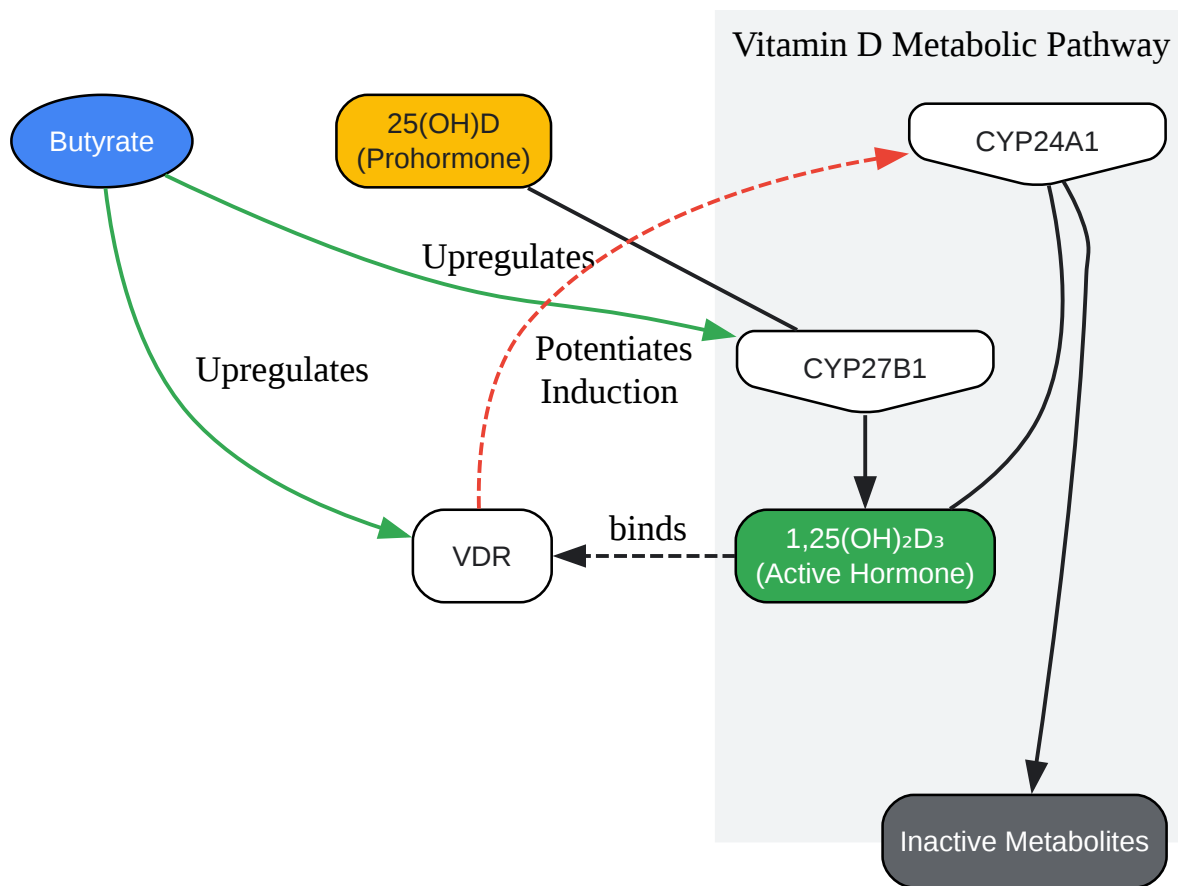 Vitamin D Metabolic Pathway
Butyrate
25(OH)D
(Prohormone)
CYP24A1
Upregulates
Potentiates
Induction
CYP27B1
Upregulates
VDR
binds
1,25(OH)₂D₃
(Active Hormone)
Inactive Metabolites